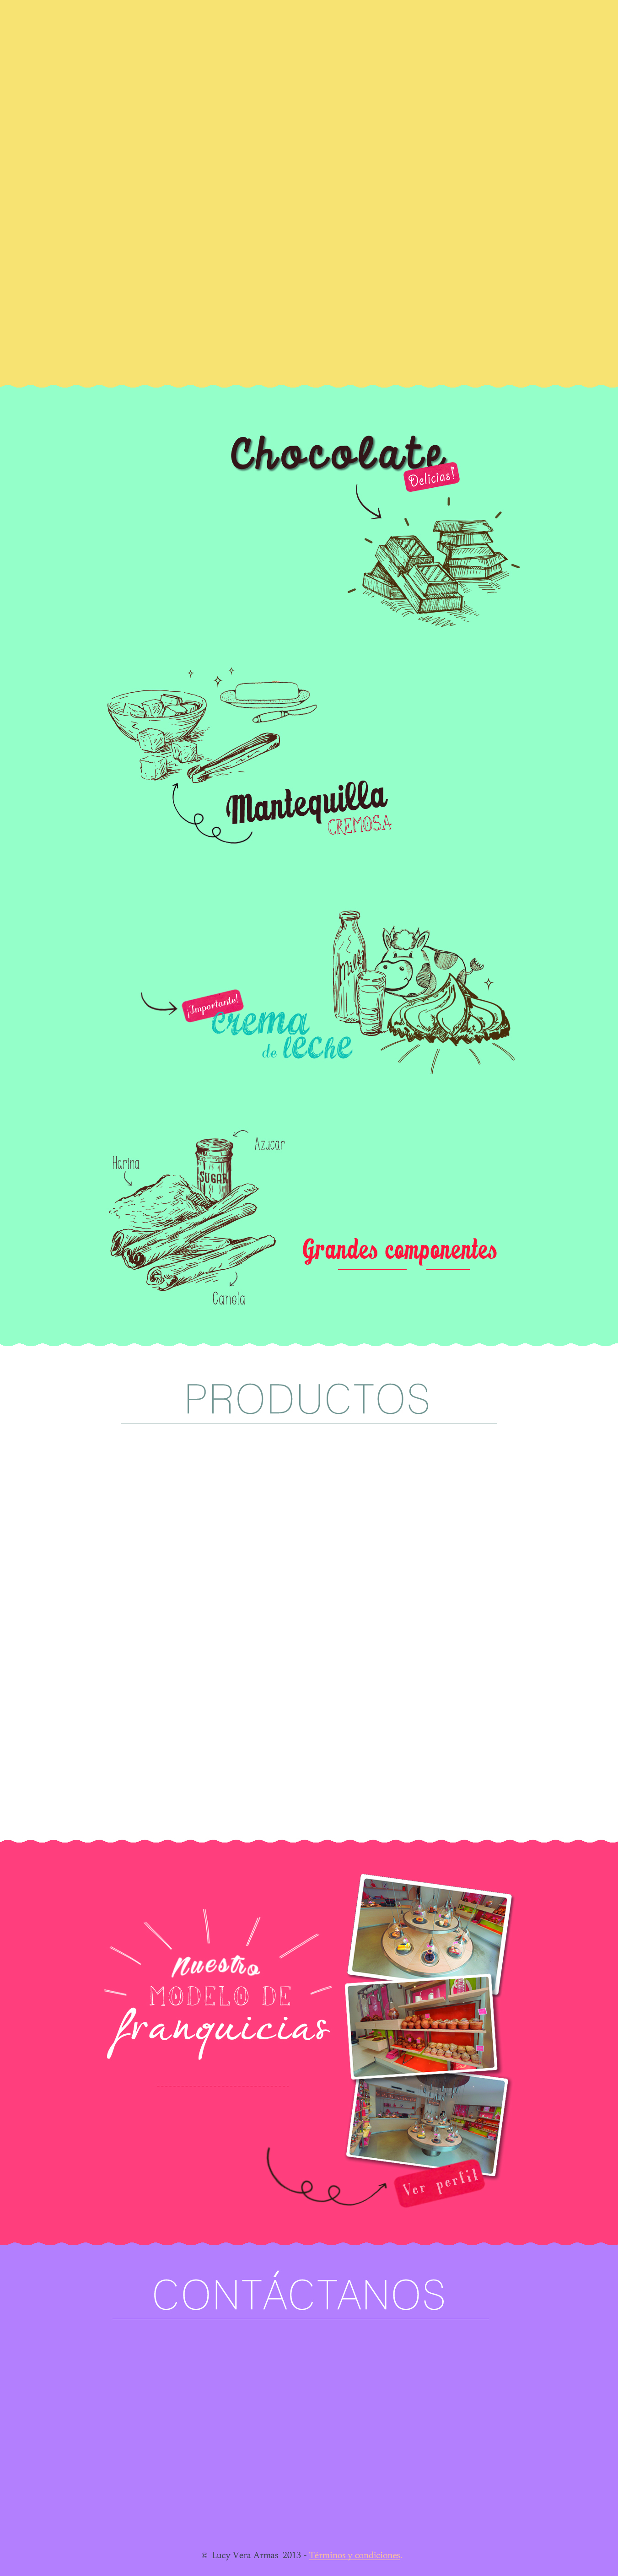 Chocolate
Delicias!
Mantequilla
CREMOSA
Milk
¡Importante!
Crema
de leche
Azucar
Harina
SUGAR
Grandes componentes
Canela
PRODUCTOS
Nuestro
MODELO DE
franquicias
Ver perfil
CONTÁCTANOS
© Lucy Vera Armas 2013 - Términos y condiciones.